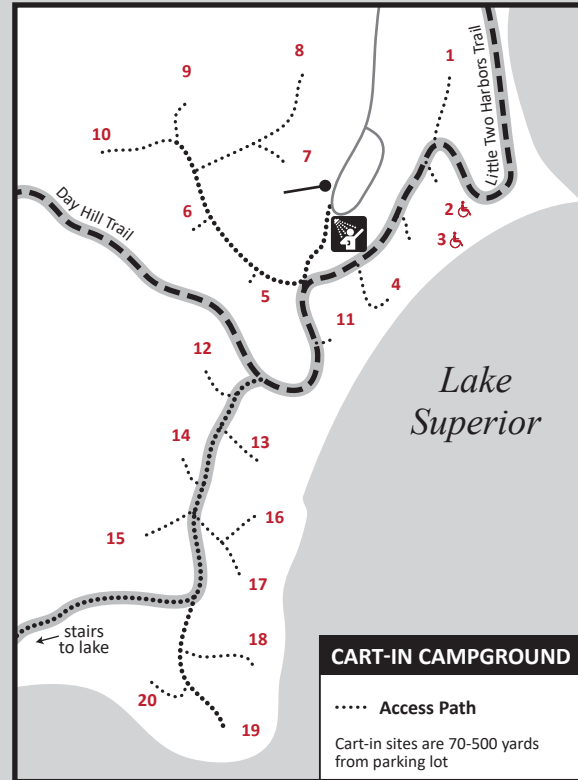 8
1
9
Little Two Harbors Trail
10
7
Day Hill Trail
6
2
3
5
4
11
12
Lake
Superior
14
13
16
15
17
stairs
to lake
18
20
19
CART-IN CAMPGROUND
Access Path
Cart-in sites are 70-500 yards
from parking lot